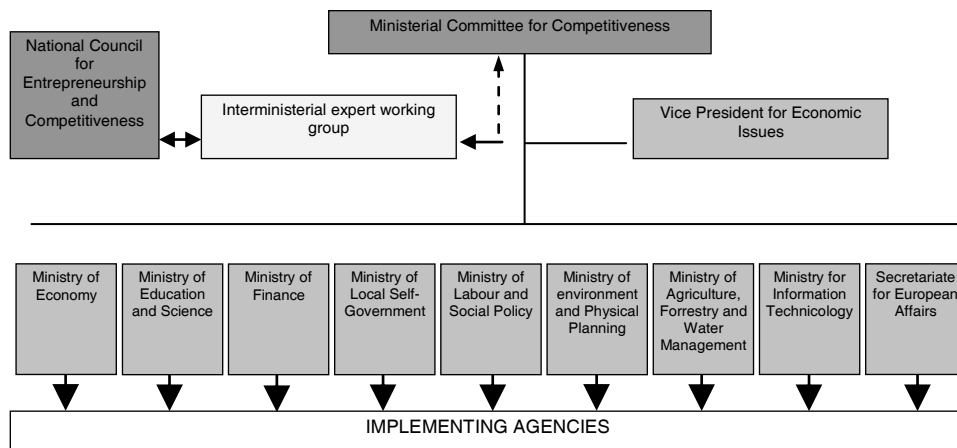 Ministerial Committee for Competitiveness
National Council
for
Entrepreneurship
and
Competitiveness
Interministerial expert working
group
Vice President for Economic
Issues
Ministry of
Economy
Ministry of
Education
and Science
Ministry of
Finance
Ministry of
Local Self-
Government
Ministry of
Labour and
Social Policy
Ministry of
environment
and Physical
Planning
Ministry of
Agriculture,
Forrestry and
Water
Management
Ministry for
Information
Technicology
Secretariate
for European
Affairs
IMPLEMENTING AGENCIES